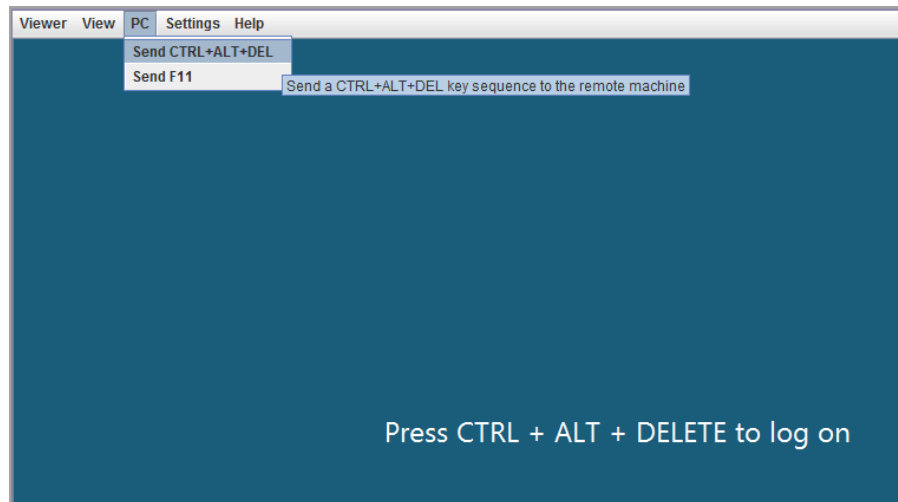 Viewer View PC Settings Help
Send CTRL+ALT+DEL
Send F11
Send a CTRL+ALT+DEL key sequence to the remote machine
Press CTRL + ALT + DELETE to log on